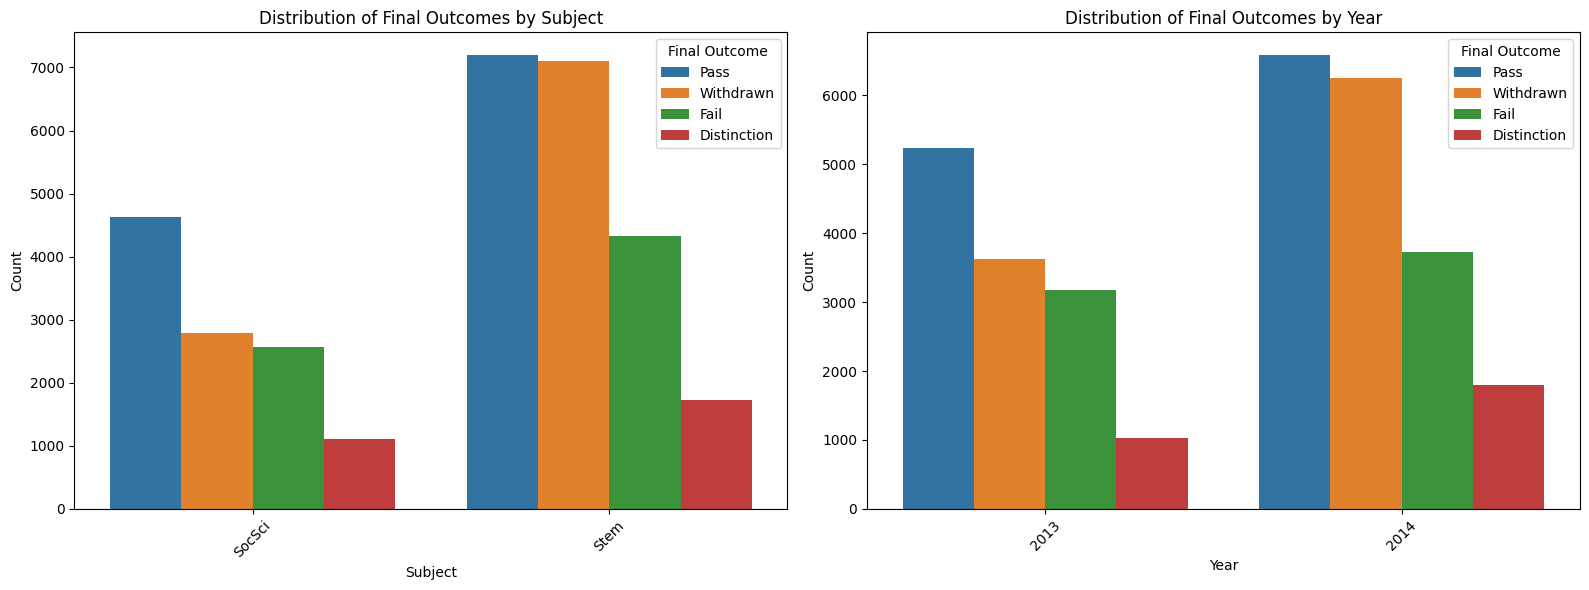 Distribution of Final Outcomes by Subject
Final Outcome
Pass
Withdrawn
Fail
Distinction
7000
6000
5000
4000
3000
2000
1000
0
Count
SocSci
Stem
Subject
Distribution of Final Outcomes by Year
Final Outcome
Pass
Withdrawn
Fail
Distinction
6000
5000
4000
3000
2000
1000
0
Count
2013
2014
Year